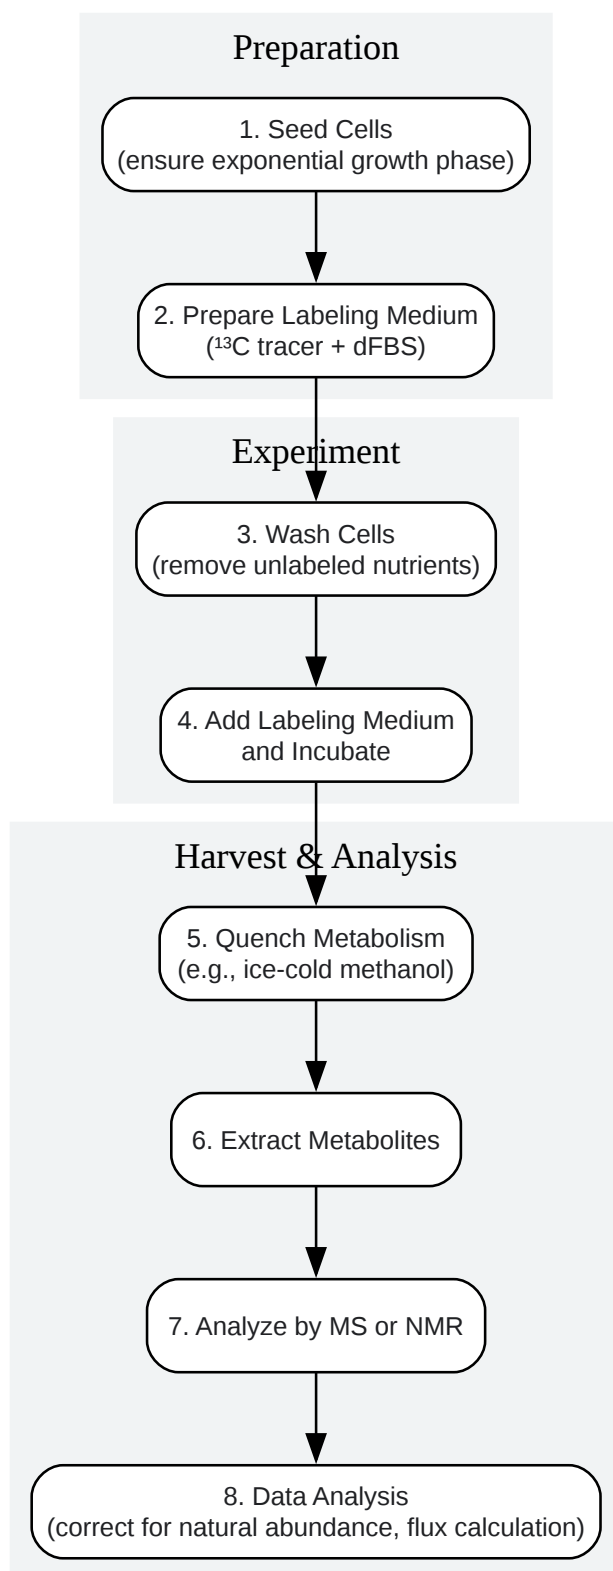 Preparation
1. Seed Cells
(ensure exponential growth phase)
2. Prepare Labeling Medium
(¹³C tracer + dFBS)
Experiment
3. Wash Cells
(remove unlabeled nutrients)
4. Add Labeling Medium
and Incubate
Harvest & Analysis
5. Quench Metabolism
(e.g., ice-cold methanol)
6. Extract Metabolites
7. Analyze by MS or NMR
8. Data Analysis
(correct for natural abundance, flux calculation)